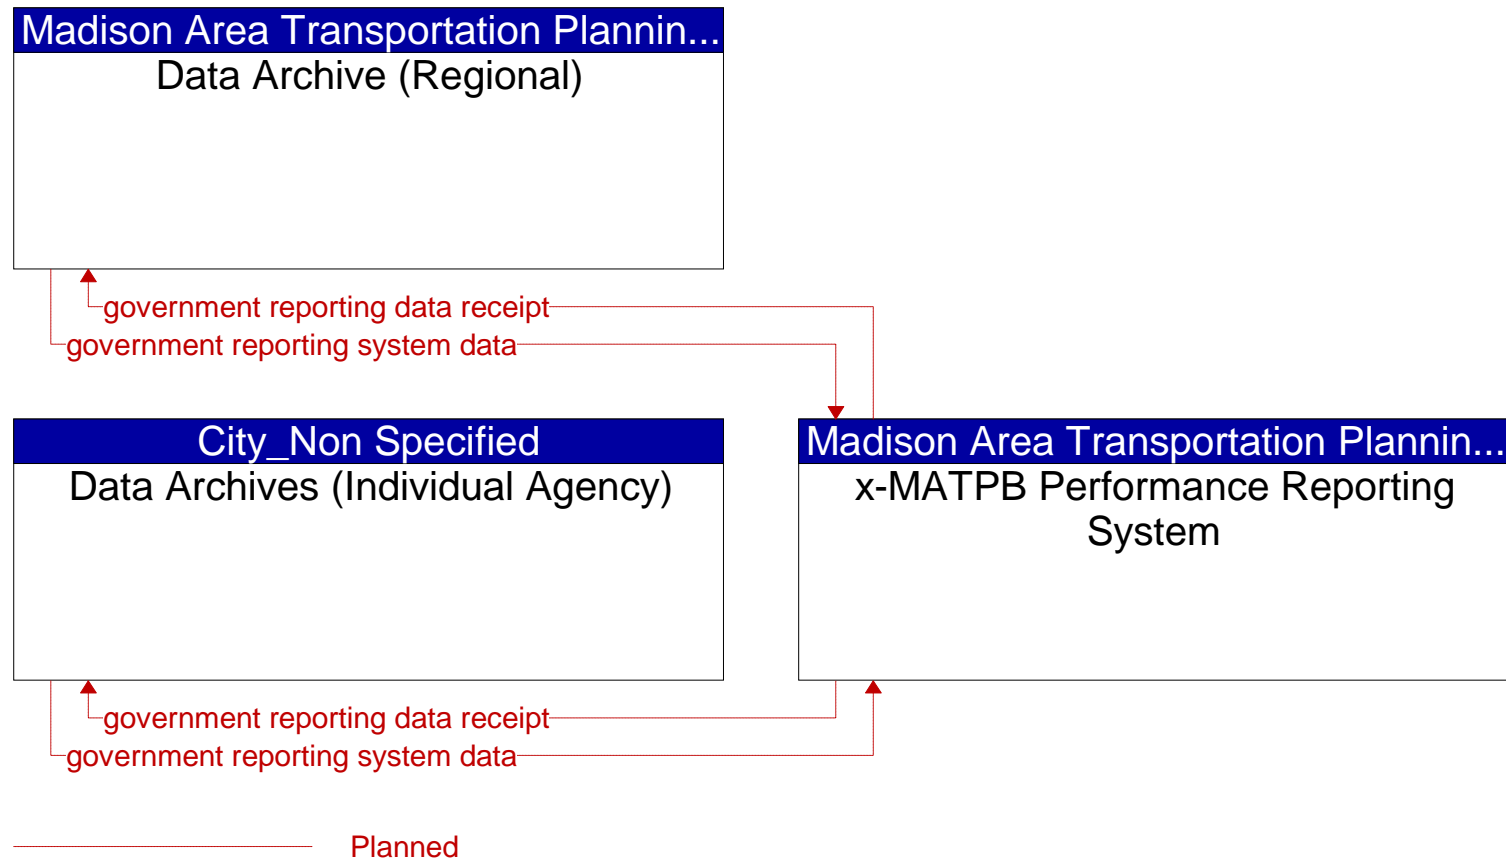 Madison Area Transportation Plannin...
Data Archive (Regional)
government reporting data receipt
government reporting system data
City_Non Specified
Data Archives (Individual Agency)
Madison Area Transportation Plannin...
x-MATPB Performance Reporting
System
government reporting data receipt
government reporting system data
Planned